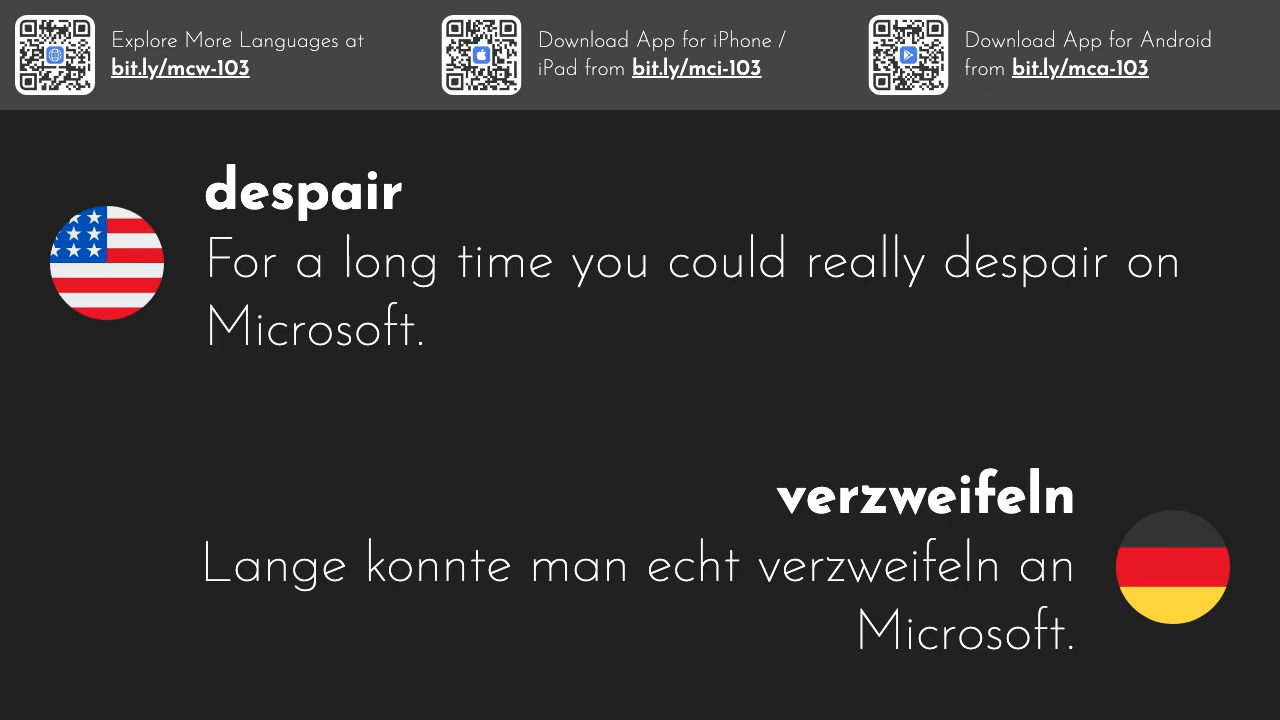 Explore More Languages at
bit.ly/mcw-103
Download App for iPhone /
iPad from bit.ly/mci-103
Download App for Android
from bit.ly/mca-103
despair
For a long time you could really despair on
Microsoft.
verzweifeln
Lange konnte man echt verzweifeln an
Microsoft.